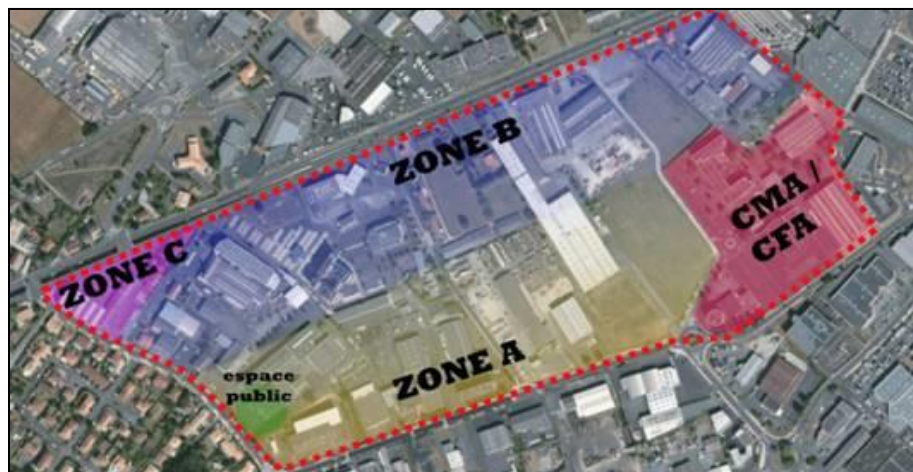 ZONE B
CMA /
CFA
ZONE C
espace
public
ZONE A